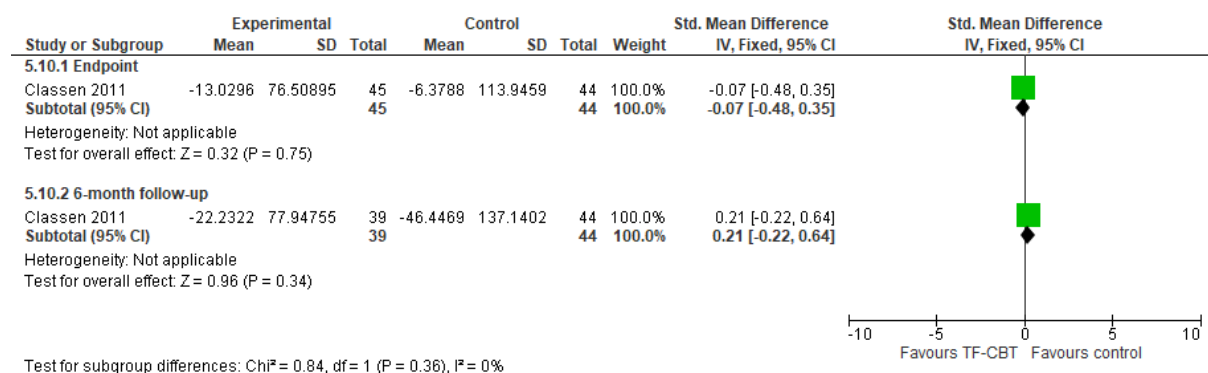 Experimental Control Std. Mean Difference Std. Mean Difference
Study or Subgroup Mean SD Total Mean SD Total Weight IV, Fixed, 95% CI IV, Fixed, 95% CI
5.10.1 Endpoint
Classen 2011 -13.0296 76.50895 45 -6.3788 113.9459 44 100.0% -0.07 [-0.48, 0.35]
Subtotal (95% CI) 45 44 100.0% -0.07 [-0.48, 0.35]
Heterogeneity: Not applicable
Test for overall effect: Z = 0.32 (P = 0.75)
5.10.2 6-month follow-up
Classen 2011 -22.2322 77.94755 39 -46.4469 137.1402 44 100.0% 0.21 [-0.22, 0.64]
Subtotal (95% CI) 39 44 100.0% 0.21 [-0.22, 0.64]
Heterogeneity: Not applicable
Test for overall effect: Z = 0.96 (P = 0.34)
-10 -5 0 5 10
Favours TF-CBT Favours control
Test for subgroup differences: Chi² = 0.84, df = 1 (P = 0.36), I² = 0%